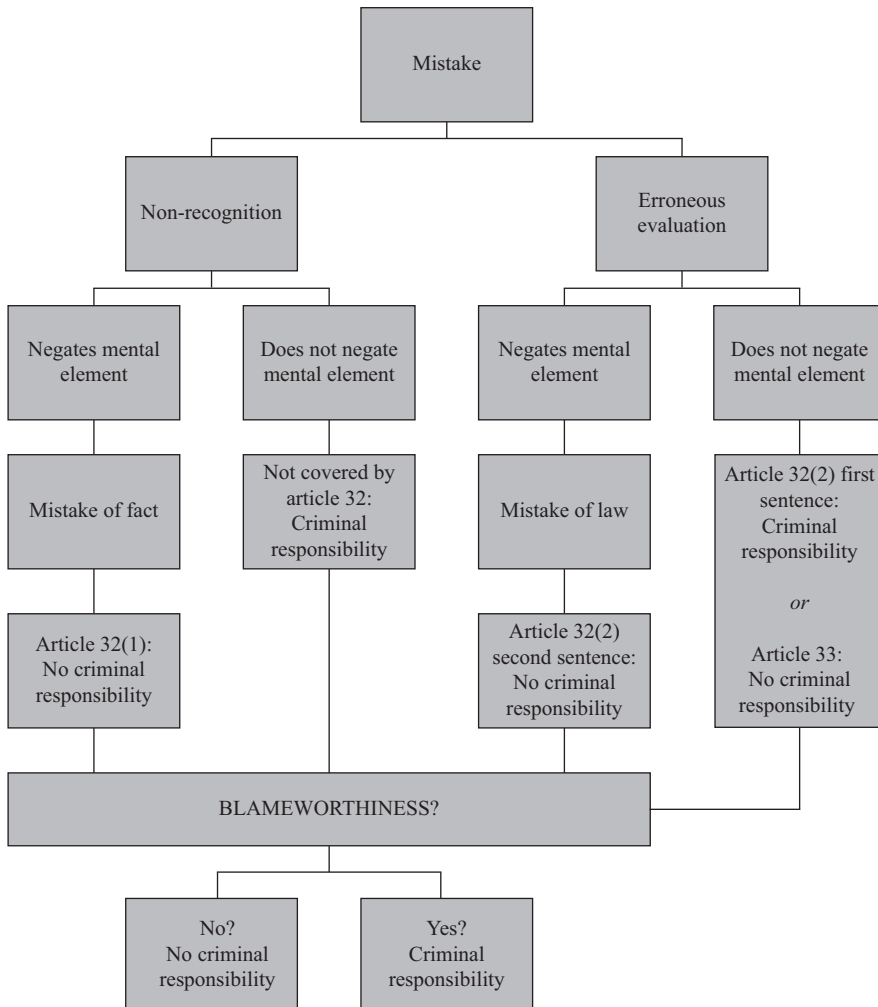 Mistake
Non-recognition
Erroneous
evaluation
Negates mental
element
Does not negate
mental element
Negates mental
element
Does not negate
mental element
Mistake of fact
Not covered by
article 32:
Criminal
responsibility
Mistake of law
Article 32(2) first
sentence:
Criminal
responsibility
or
Article 33:
No criminal
responsibility
Article 32(1):
No criminal
responsibility
Article 32(2)
second sentence:
No criminal
responsibility
BLAMEWORTHINESS?
No?
No criminal
responsibility
Yes?
Criminal
responsibility